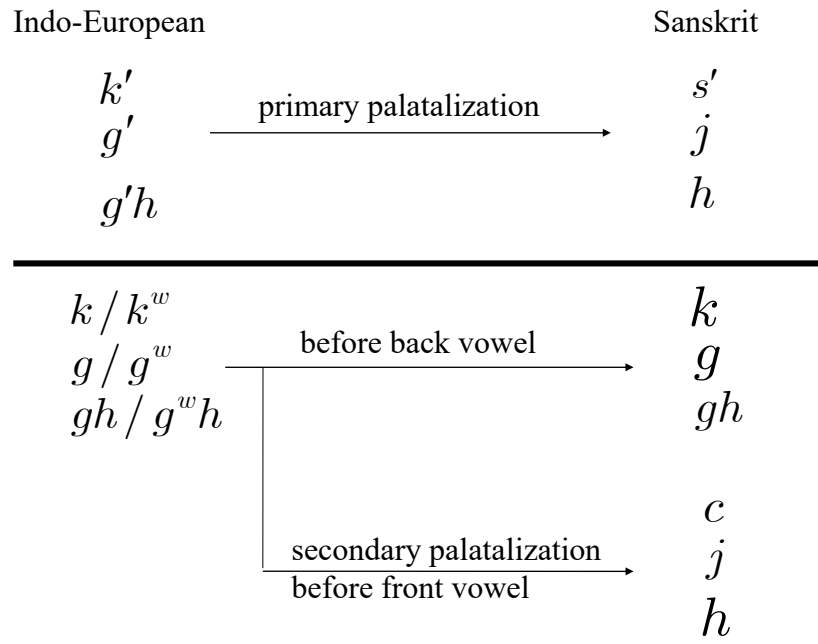 Indo-European Sanskrit
k′ s′
primary palatalization
g′ j
g′h h
k / kʷ k
before back vowel
g / gʷ g
gh / gʷh gh
c
secondary palatalization
j
before front vowel
h